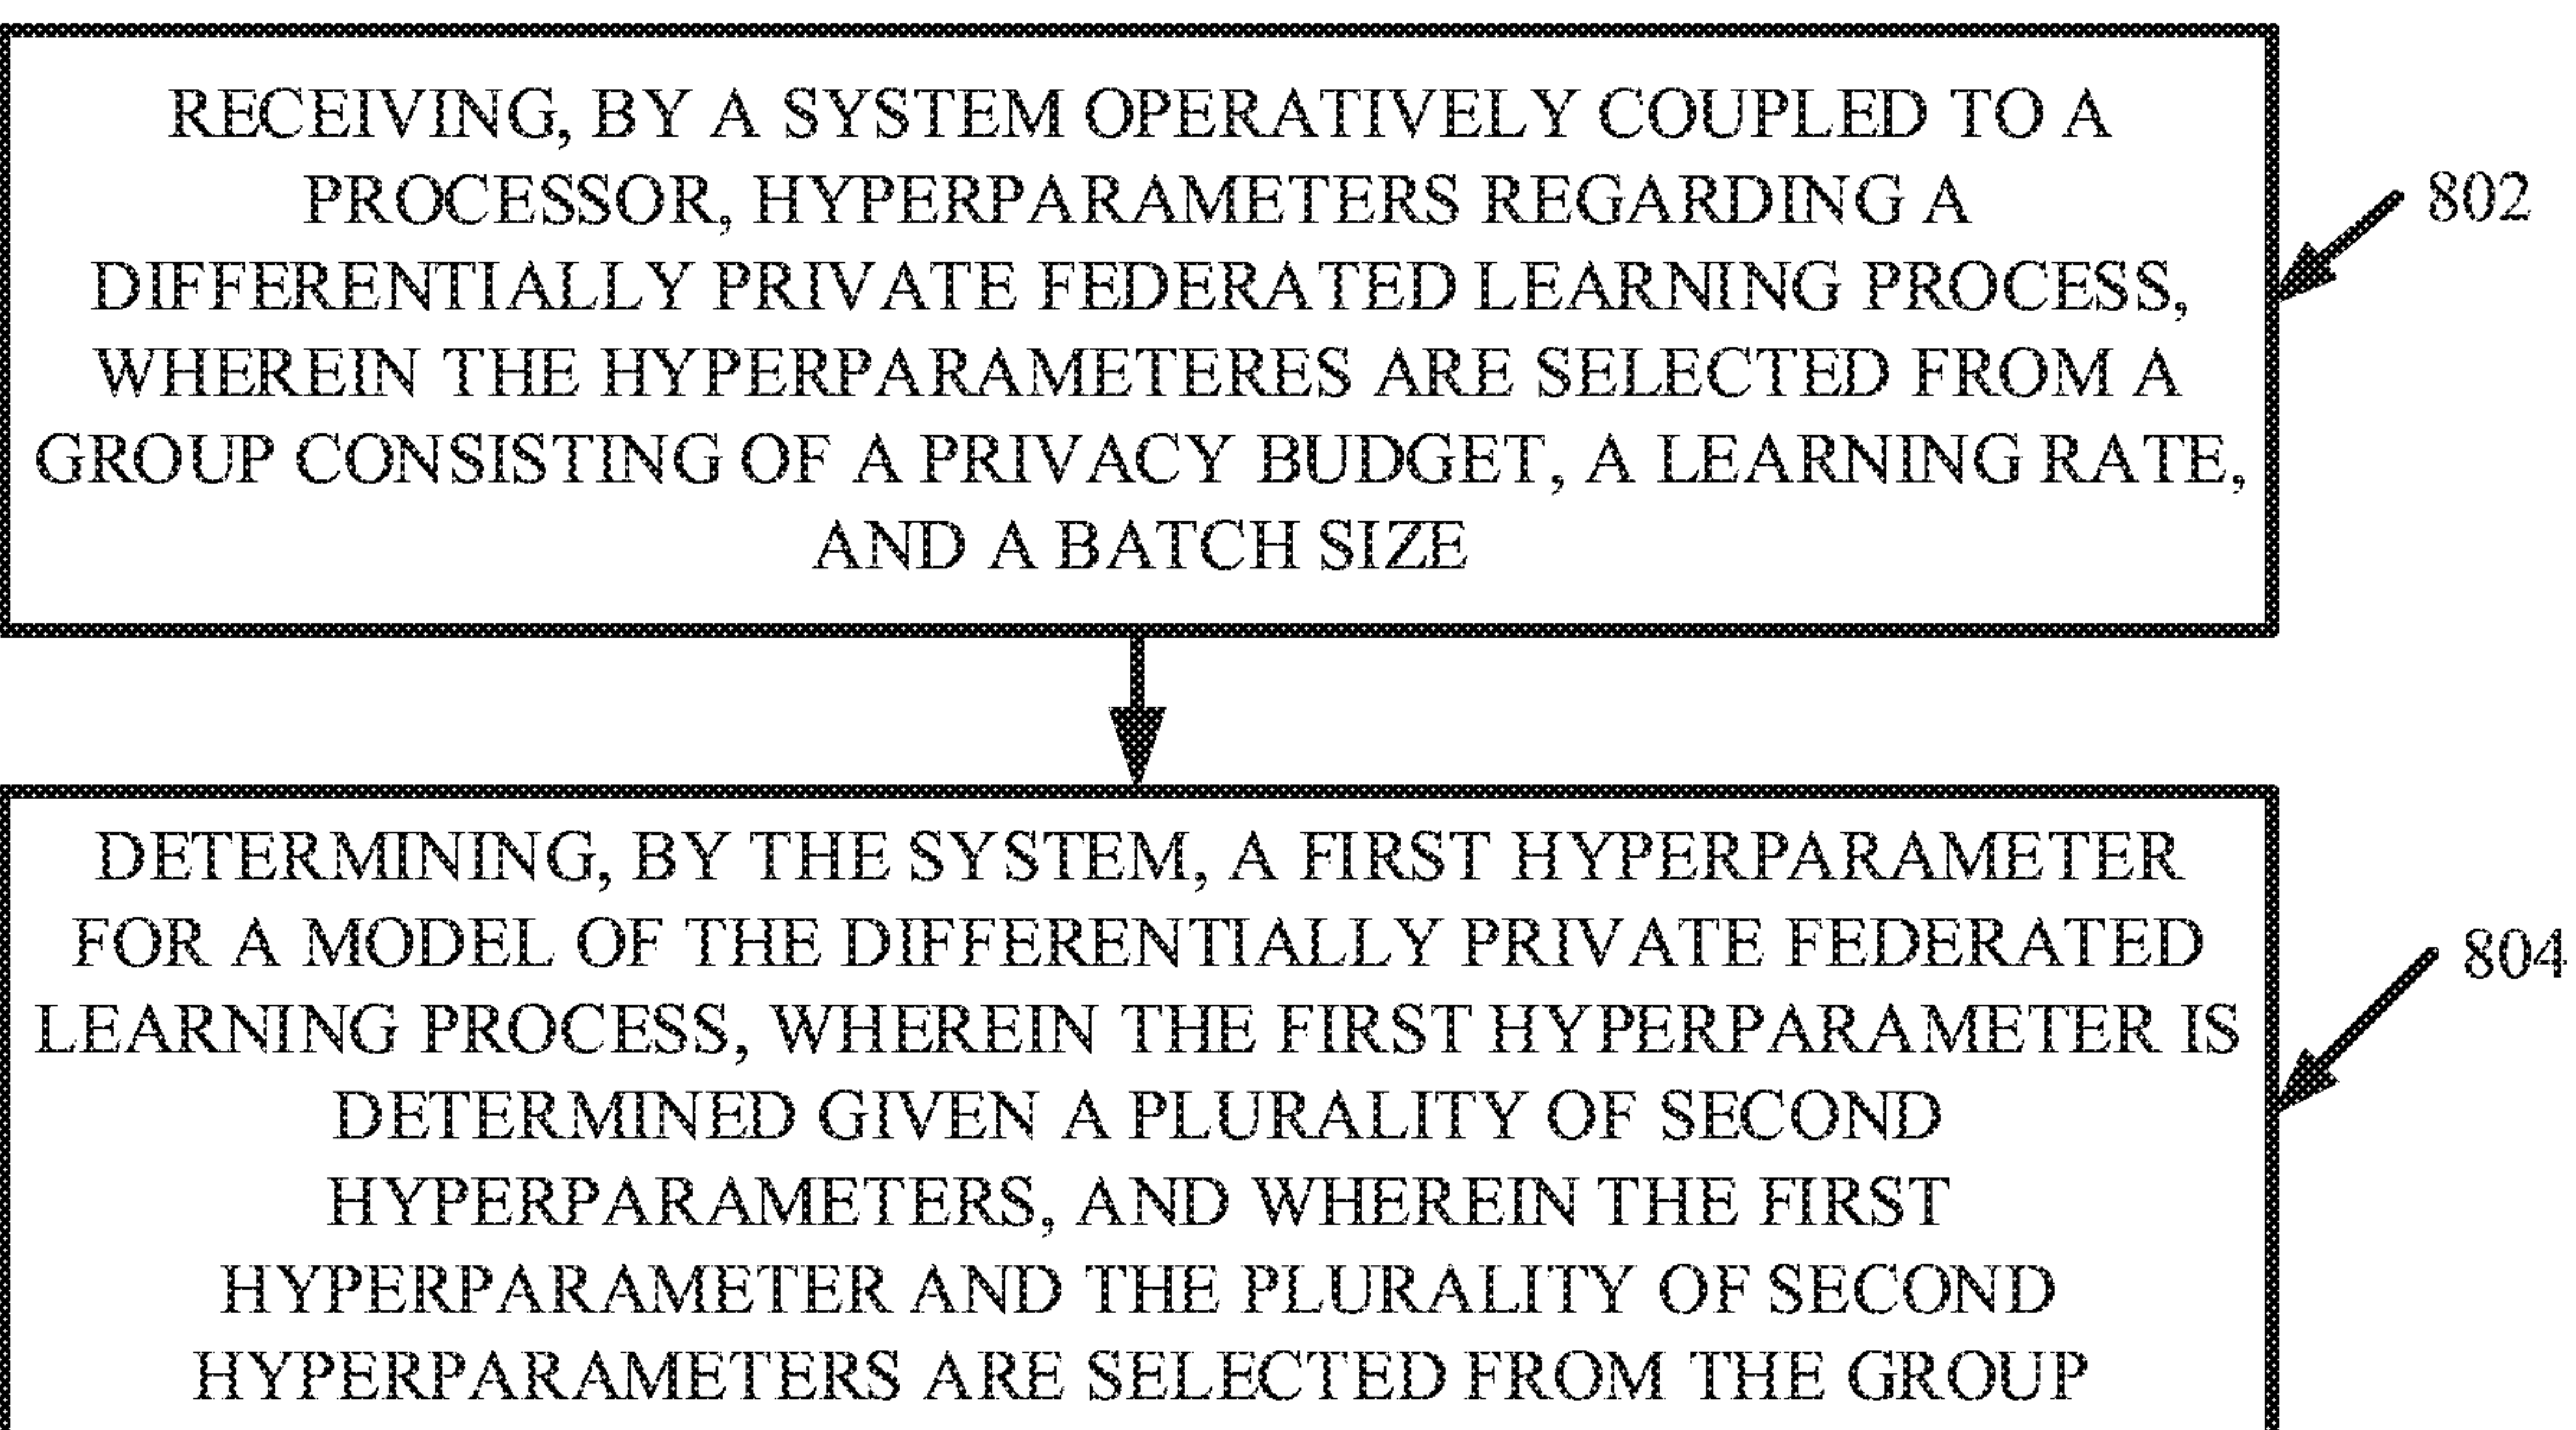 RECEIVING, BY A SYSTEM OPERATIVELY COUPLED TO A
PROCESSOR, HYPERPARAMETERS REGARDING A
DIFFERENTIALLY PRIVATE FEDERATED LEARNING PROCESS,
WHEREIN THE HYPERPARAMETERES ARE SELECTED FROM A
GROUP CONSISTING OF A PRIVACY BUDGET, A LEARNING RATE,
AND A BATCH SIZE
802
DETERMINING, BY THE SYSTEM, A FIRST HYPERPARAMETER
FOR A MODEL OF THE DIFFERENTIALLY PRIVATE FEDERATED
LEARNING PROCESS, WHEREIN THE FIRST HYPERPARAMETER IS
DETERMINED GIVEN A PLURALITY OF SECOND
HYPERPARAMETERS, AND WHEREIN THE FIRST
HYPERPARAMETER AND THE PLURALITY OF SECOND
HYPERPARAMETERS ARE SELECTED FROM THE GROUP
804